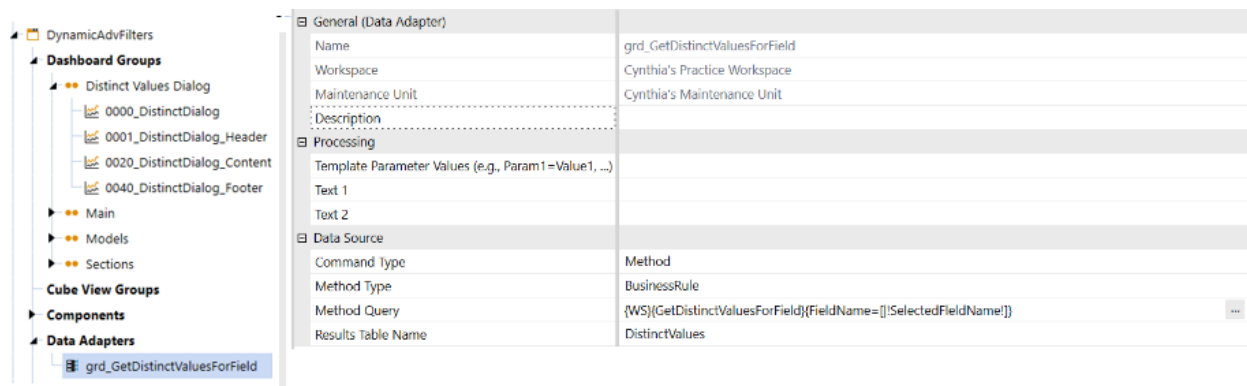 DynamicAdvFilters
Dashboard Groups
Distinct Values Dialog
0000_DistinctDialog
0001_DistinctDialog_Header
0020_DistinctDialog_Content
0040_DistinctDialog_Footer
Main
Models
Sections
Cube View Groups
Components
Data Adapters
grd_GetDistinctValuesForField
General (Data Adapter)
Name grd_GetDistinctValuesForField
Workspace Cynthia's Practice Workspace
Maintenance Unit Cynthia's Maintenance Unit
Description
Processing
Template Parameter Values (e.g., Param1=Value1, ...)
Text 1
Text 2
Data Source
Command Type Method
Method Type BusinessRule
Method Query {WS}{GetDistinctValuesForField}{FieldName=[|!SelectedFieldName!|]}
Results Table Name DistinctValues